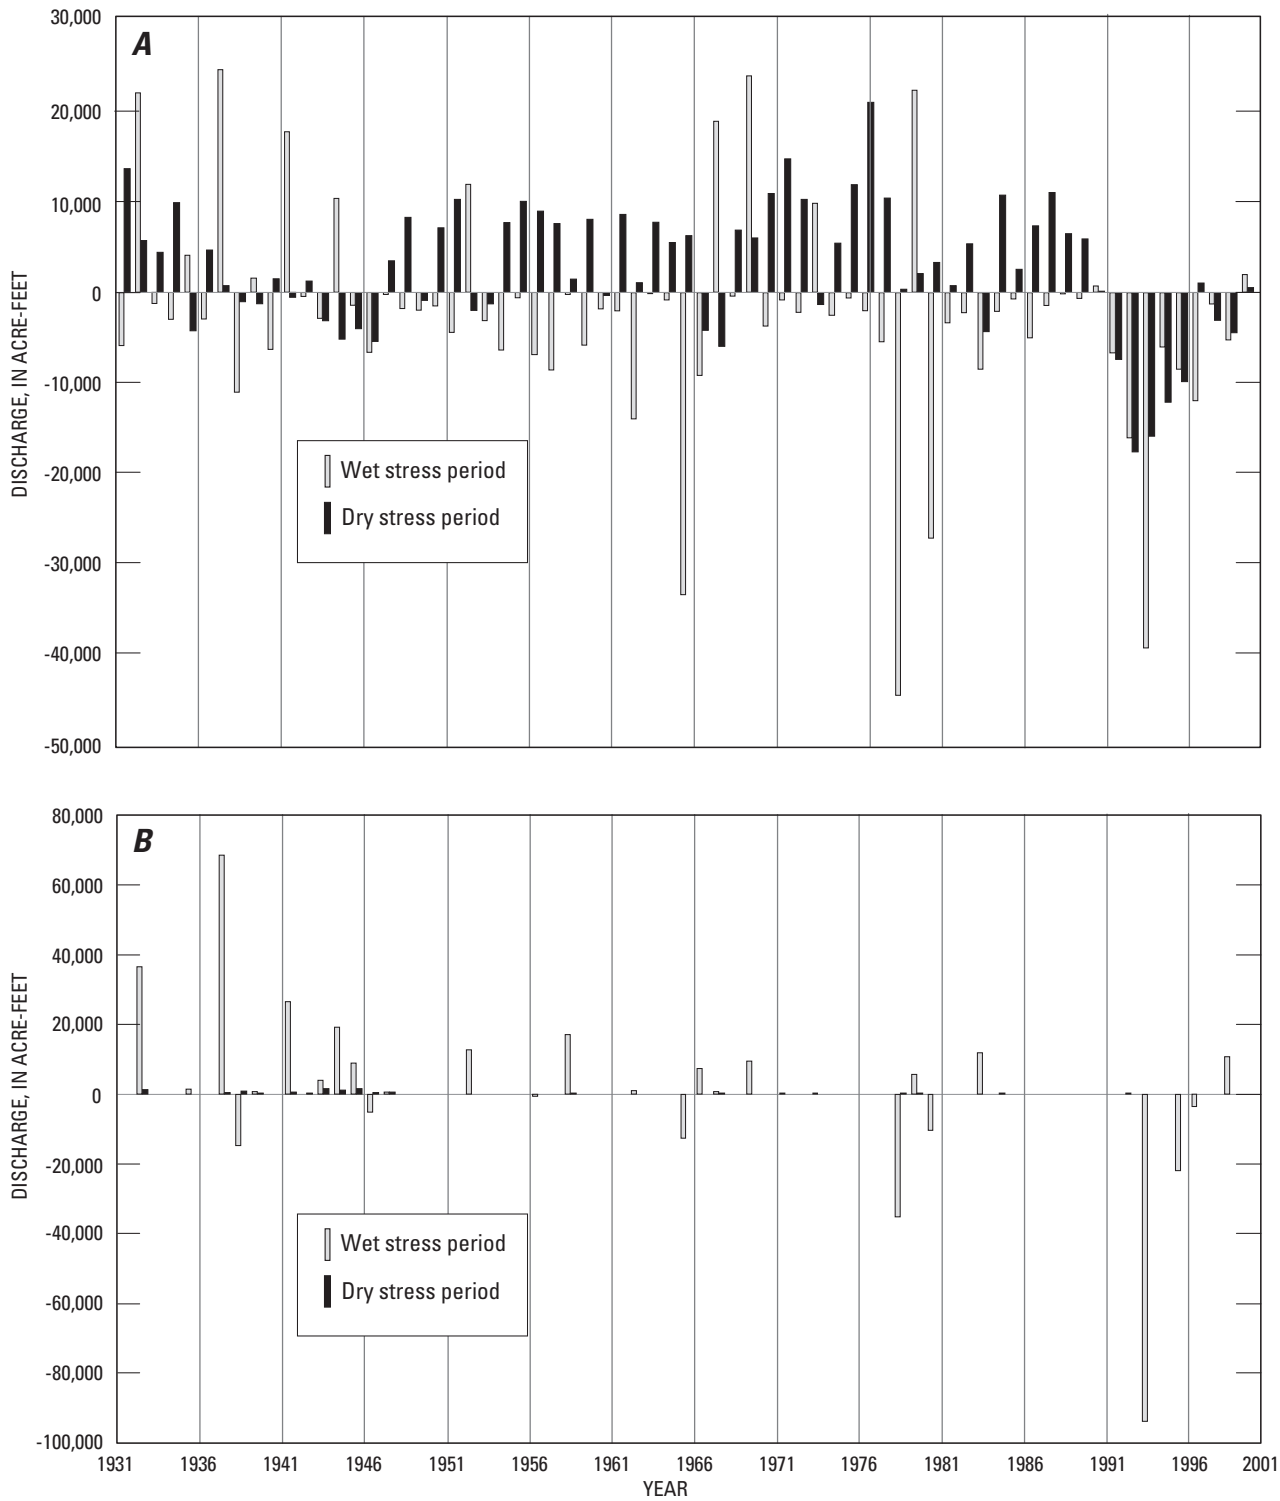 30,000
A
20,000
10,000
0
-10,000
-20,000
-30,000
-40,000
-50,000
DISCHARGE, IN ACRE-FEET
Wet stress period
Dry stress period
80,000
B
60,000
40,000
20,000
0
-20,000
-40,000
-60,000
-80,000
-100,000
DISCHARGE, IN ACRE-FEET
Wet stress period
Dry stress period
1931 1936 1941 1946 1951 1956 1961 1966 1971 1976 1981 1986 1991 1996 2001
YEAR